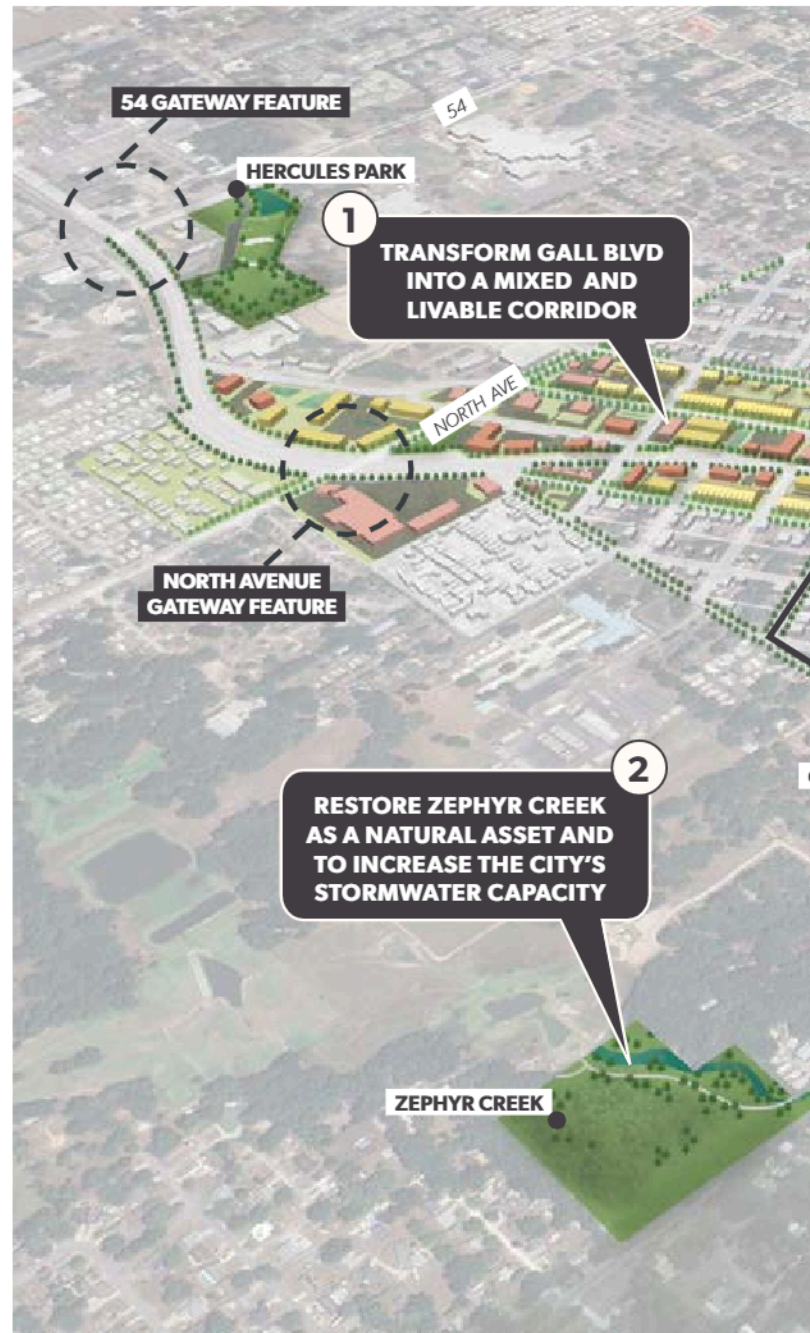 54 GATEWAY FEATURE
54
HERCULES PARK
1
TRANSFORM GALL BLVD
INTO A MIXED AND
LIVABLE CORRIDOR
NORTH AVE
NORTH AVENUE
GATEWAY FEATURE
2
RESTORE ZEPHYR CREEK
AS A NATURAL ASSET AND
TO INCREASE THE CITY'S
STORMWATER CAPACITY
ZEPHYR CREEK